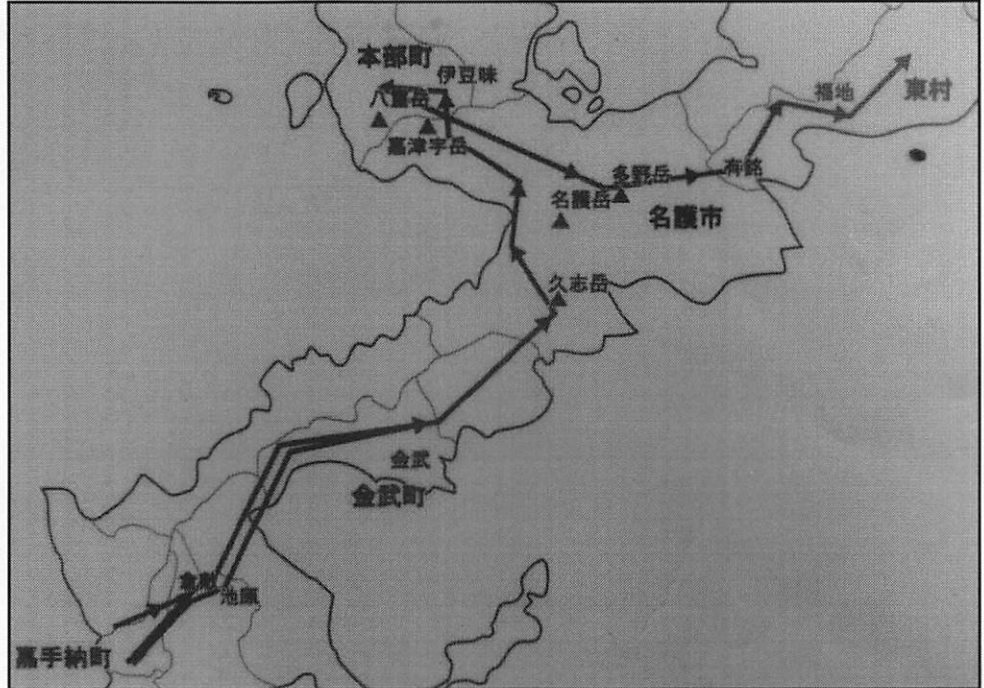 本部町
伊豆味
八重岳
嘉津宇岳
福地
東村
有銘
多野岳
名護岳
名護市
久志岳
金武
金武町
倉敷
池原
嘉手納町